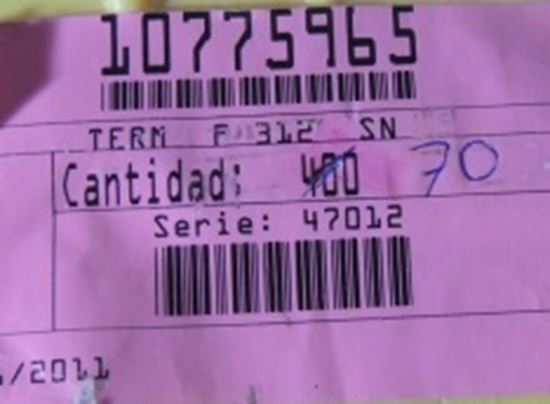 10775965
TERM F 312 SN
Cantidad: 400 70
Serie: 47012
/2011